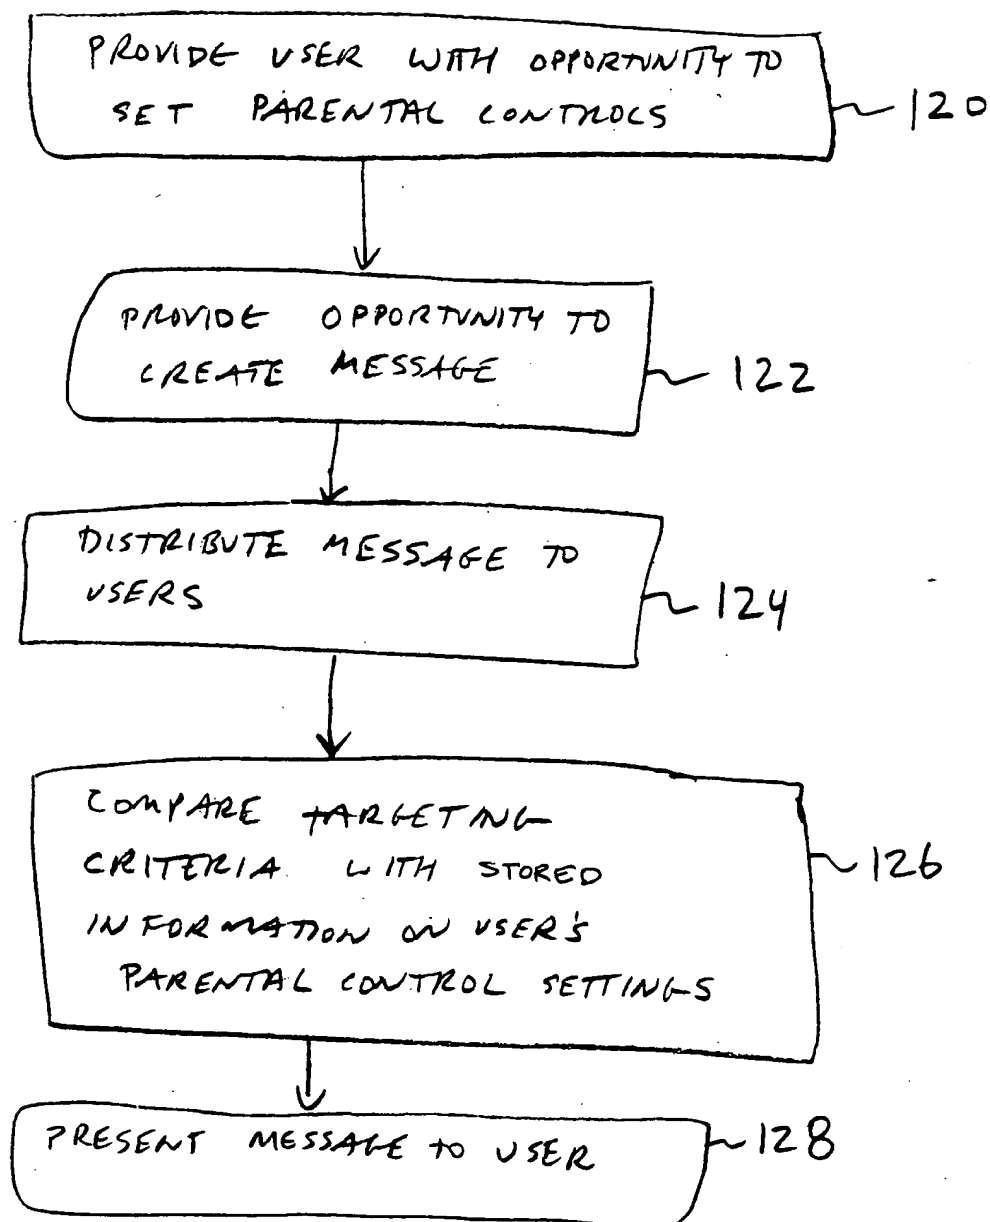 PROVIDE USER WITH OPPORTUNITY TO
SET PARENTAL CONTROLS
120
PROVIDE OPPORTUNITY TO
CREATE MESSAGE
122
DISTRIBUTE MESSAGE TO
USERS
124
COMPARE TARGETING
CRITERIA WITH STORED
INFORMATION ON USER'S
PARENTAL CONTROL SETTINGS
126
PRESENT MESSAGE TO USER
128